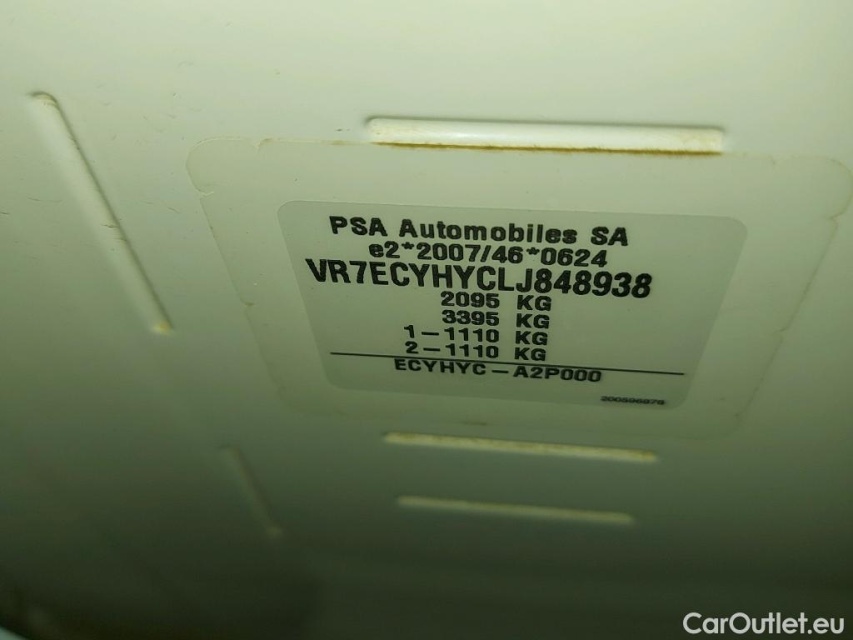 PSA Automobiles SA
e2*2007/46*0624
VR7ECYHYCLJ848938
2095 KG
3395 KG
1-1110 KG
2-1110 KG
ECYHYC-A2P000
CarOutlet.eu